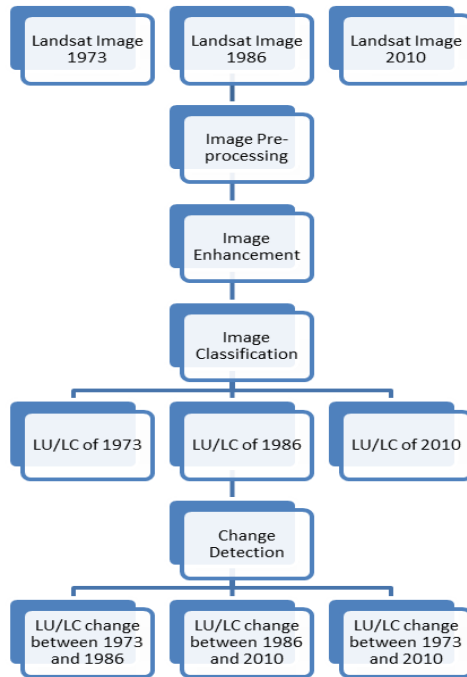 Landsat Image
1973
Landsat Image
1986
Landsat Image
2010
Image Pre-
processing
Image
Enhancement
Image
Classification
LU/LC of 1973
LU/LC of 1986
LU/LC of 2010
Change
Detection
LU/LC change
between 1973
and 1986
LU/LC change
between 1986
and 2010
LU/LC change
between 1973
and 2010